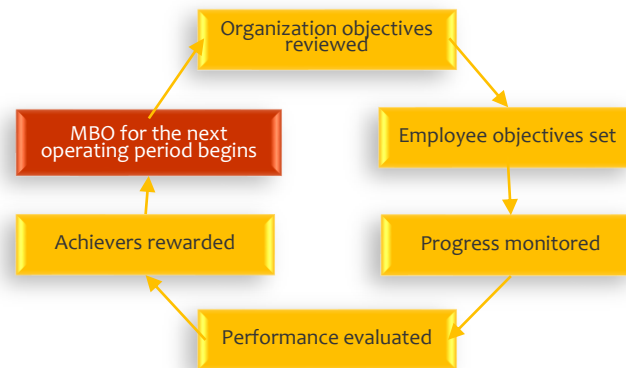 Organization objectives
reviewed
MBO for the next
operating period begins
Employee objectives set
Achievers rewarded
Progress monitored
Performance evaluated